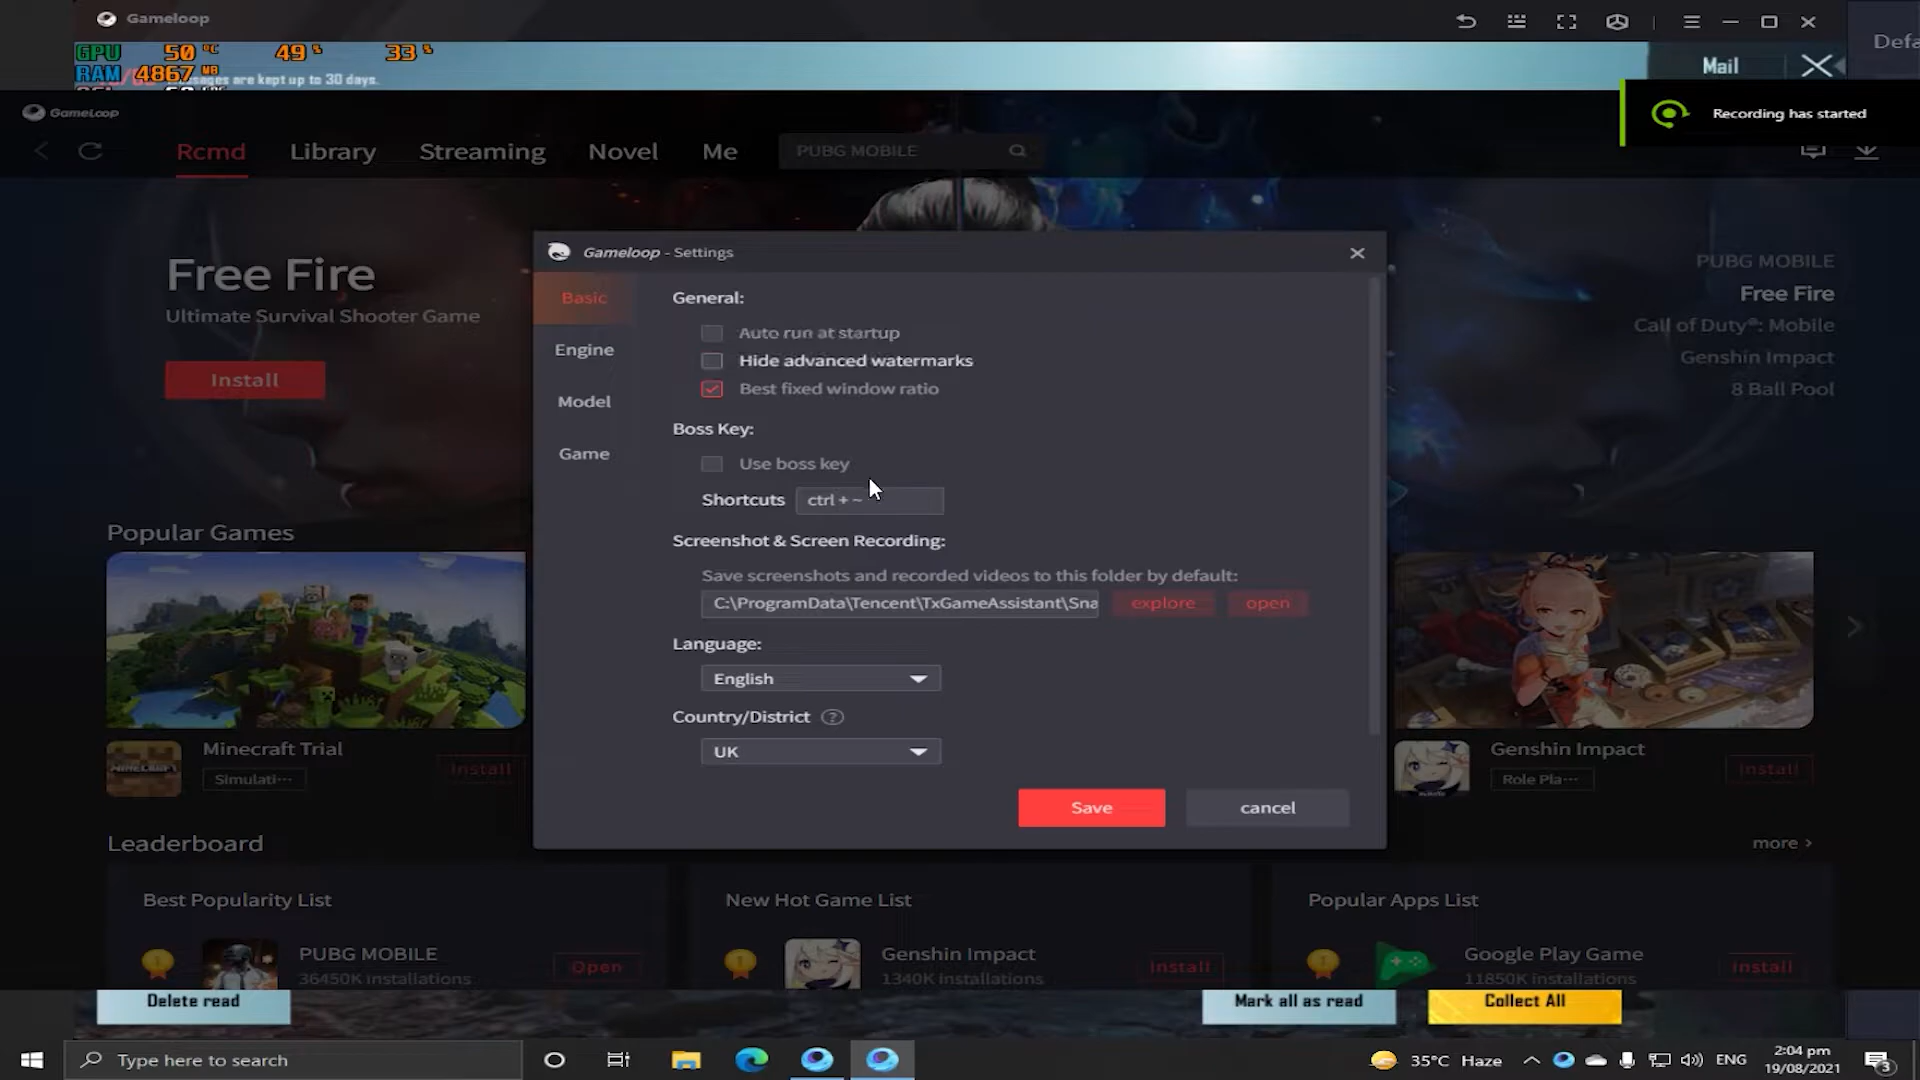 Gameloop
GPU 50 °C 49 % 33 %
RAM 4867 MB
messages are kept up to 30 days.
Mail
Defa
GameLoop
Rcmd Library Streaming Novel Me PUBG MOBILE
Recording has started
Free Fire
Ultimate Survival Shooter Game
Install
PUBG MOBILE
Free Fire
Call of Duty®: Mobile
Genshin Impact
8 Ball Pool
Gameloop - Settings
Basic
Engine
Model
Game
General:
Auto run at startup
Hide advanced watermarks
Best fixed window ratio
Boss Key:
Use boss key
Shortcuts ctrl + ~
Screenshot & Screen Recording:
Save screenshots and recorded videos to this folder by default:
C:\ProgramData\Tencent\TxGameAssistant\Sna explore open
Language:
English
Country/District ?
UK
Save cancel
Popular Games
Minecraft Trial
Simulati···
Install
Genshin Impact
Role Pla···
Install
Leaderboard
more >
Best Popularity List
PUBG MOBILE
36450K installations
Open
New Hot Game List
Genshin Impact
1340K installations
Install
Popular Apps List
Google Play Game
11850K installations
Install
Delete read Mark all as read Collect All
Type here to search
35°C Haze ENG 2:04 pm
19/08/2021
3